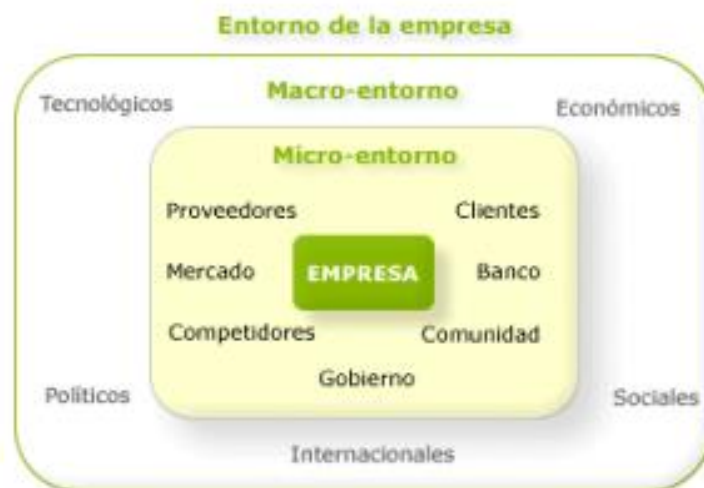 Entorno de la empresa
Macro-entorno
Tecnológicos
Económicos
Micro-entorno
Proveedores
Clientes
Mercado
EMPRESA
Banco
Competidores
Comunidad
Gobierno
Políticos
Sociales
Internacionales